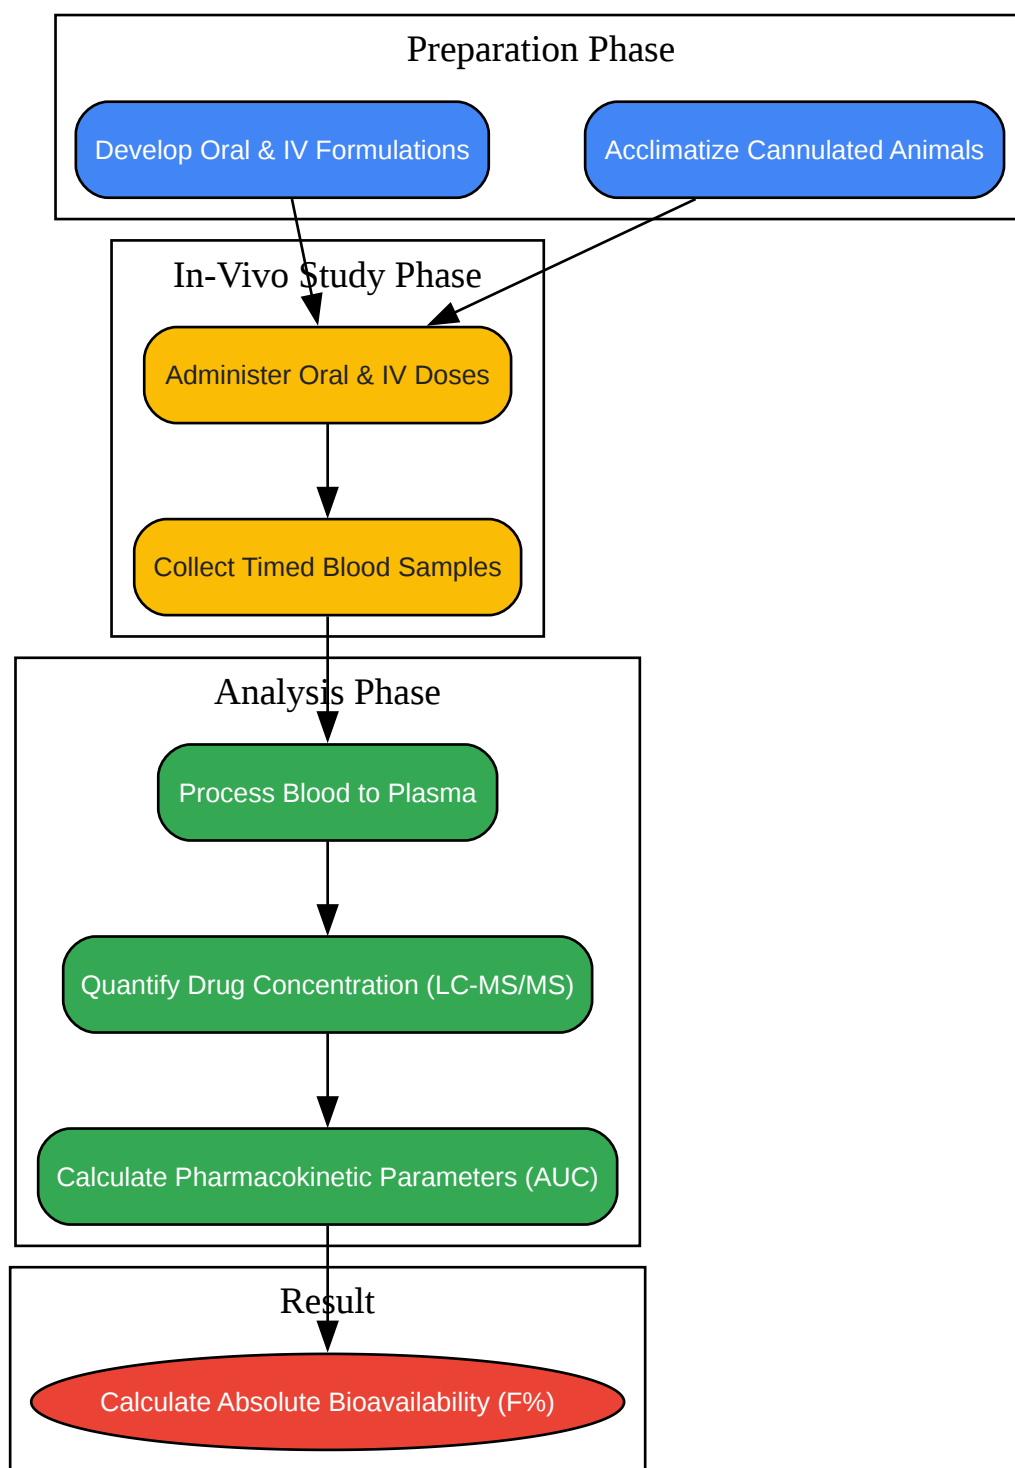 Preparation Phase
Develop Oral & IV Formulations
Acclimatize Cannulated Animals
In-Vivo Study Phase
Administer Oral & IV Doses
Collect Timed Blood Samples
Analysis Phase
Process Blood to Plasma
Quantify Drug Concentration (LC-MS/MS)
Calculate Pharmacokinetic Parameters (AUC)
Result
Calculate Absolute Bioavailability (F%)